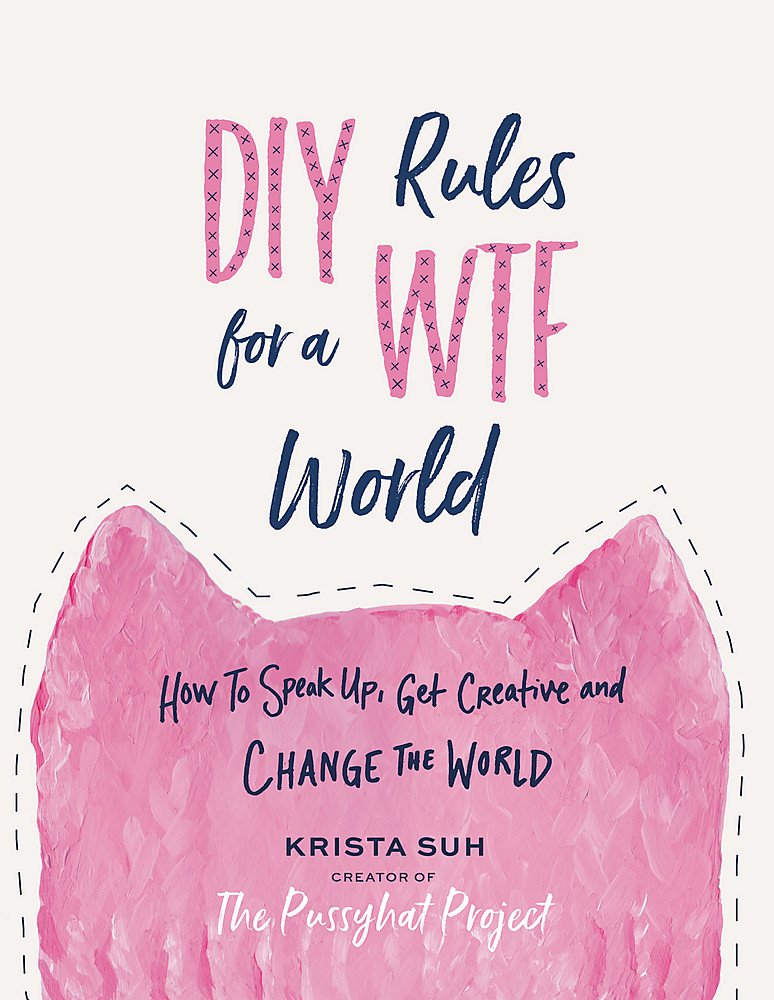 DIY Rules
for a WTF
World
How To Speak Up, Get Creative and
CHANGE THE WORLD
KRISTA SUH
CREATOR OF
The Pussyhat Project